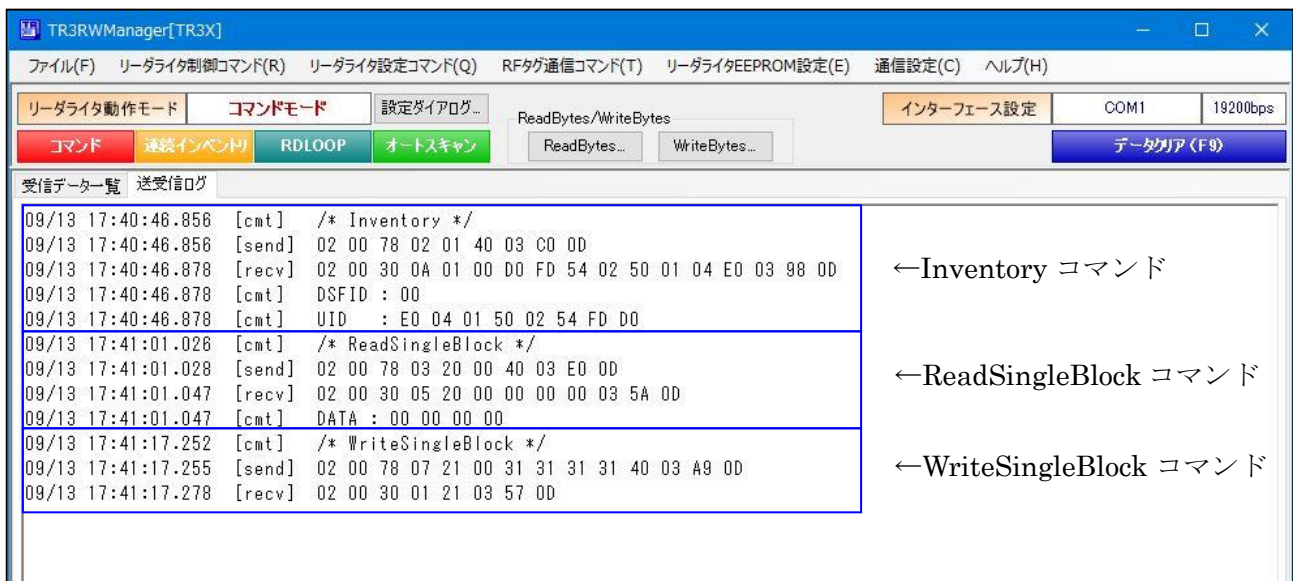 TR3RWManager[TR3X]
ファイル(F) リーダライタ制御コマンド(R) リーダライタ設定コマンド(Q) RFタグ通信コマンド(T) リーダライタEEPROM設定(E) 通信設定(C) ヘルプ(H)
リーダライタ動作モード コマンドモード 設定ダイアログ... ReadBytes/WriteBytes インターフェース設定 COM1 19200bps
コマンド 連続インベントリ RDLOOP オートスキャン ReadBytes... WriteBytes... データクリア(F9)
受信データ一覧 送受信ログ
09/13 17:40:46.856 [cmt] /* Inventory */
09/13 17:40:46.856 [send] 02 00 78 02 01 40 03 C0 0D
09/13 17:40:46.878 [recv] 02 00 30 0A 01 00 D0 FD 54 02 50 01 04 E0 03 98 0D
←Inventory コマンド
09/13 17:40:46.878 [cmt] DSFID : 00
09/13 17:40:46.878 [cmt] UID : E0 04 01 50 02 54 FD D0
09/13 17:41:01.026 [cmt] /* ReadSingleBlock */
09/13 17:41:01.028 [send] 02 00 78 03 20 00 40 03 E0 0D
←ReadSingleBlock コマンド
09/13 17:41:01.047 [recv] 02 00 30 05 20 00 00 00 00 03 5A 0D
09/13 17:41:01.047 [cmt] DATA : 00 00 00 00
09/13 17:41:17.252 [cmt] /* WriteSingleBlock */
09/13 17:41:17.255 [send] 02 00 78 07 21 00 31 31 31 31 40 03 A9 0D
←WriteSingleBlock コマンド
09/13 17:41:17.278 [recv] 02 00 30 01 21 03 57 0D